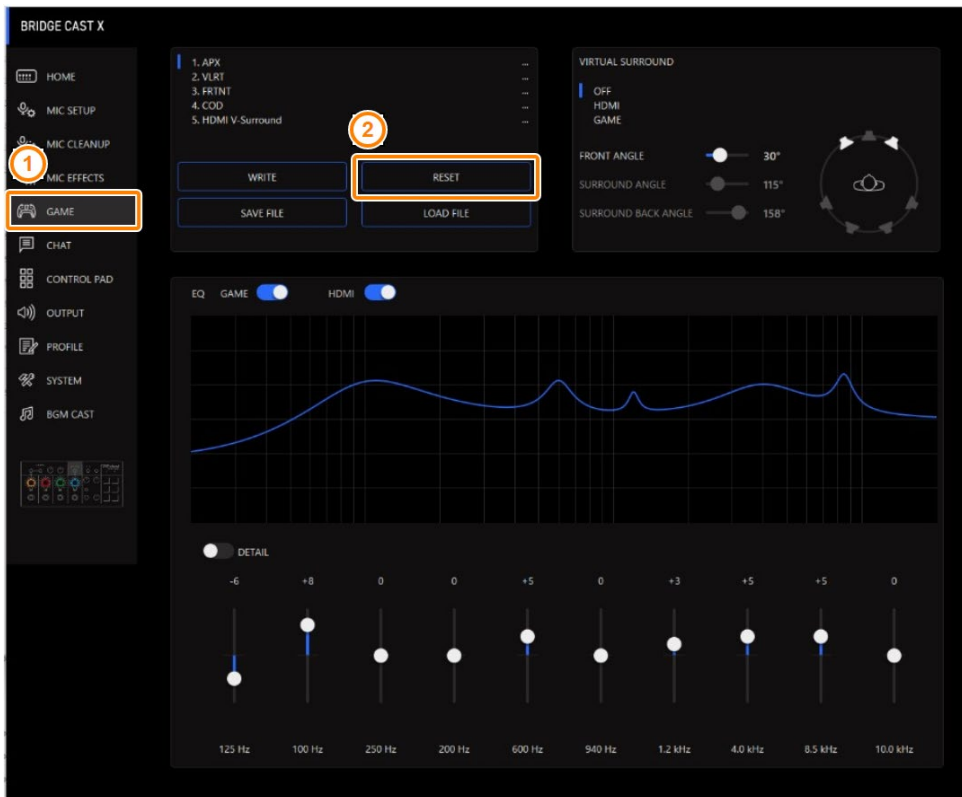 BRIDGE CAST X
HOME
MIC SETUP
MIC CLEANUP
1
MIC EFFECTS
GAME
CHAT
CONTROL PAD
OUTPUT
PROFILE
SYSTEM
BGM CAST
1. APX ...
2. VLRT ...
3. FRTNT ...
4. COD ...
5. HDMI V-Surround ...
2
WRITE RESET
SAVE FILE LOAD FILE
VIRTUAL SURROUND
OFF
HDMI
GAME
FRONT ANGLE 30°
SURROUND ANGLE 115°
SURROUND BACK ANGLE 158°
EQ GAME HDMI
DETAIL
-6 +8 0 0 +5 0 +3 +5 +5 0
125 Hz 100 Hz 250 Hz 200 Hz 600 Hz 940 Hz 1.2 kHz 4.0 kHz 8.5 kHz 10.0 kHz